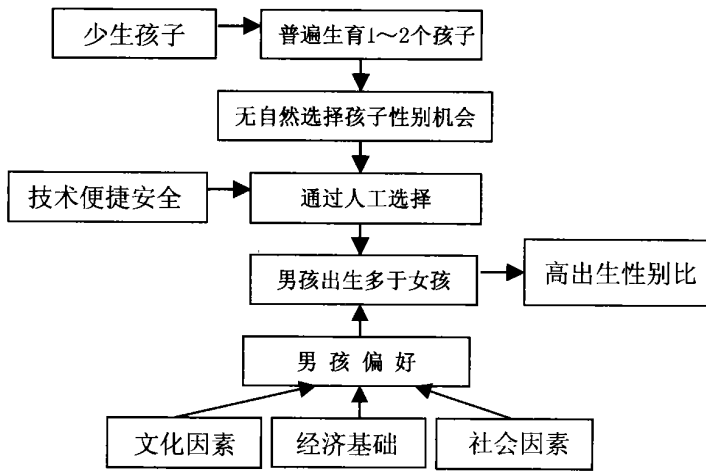 少生孩子
普遍生育1～2个孩子
无自然选择孩子性别机会
技术便捷安全
通过人工选择
男孩出生多于女孩
高出生性别比
男 孩 偏 好
文化因素
经济基础
社会因素